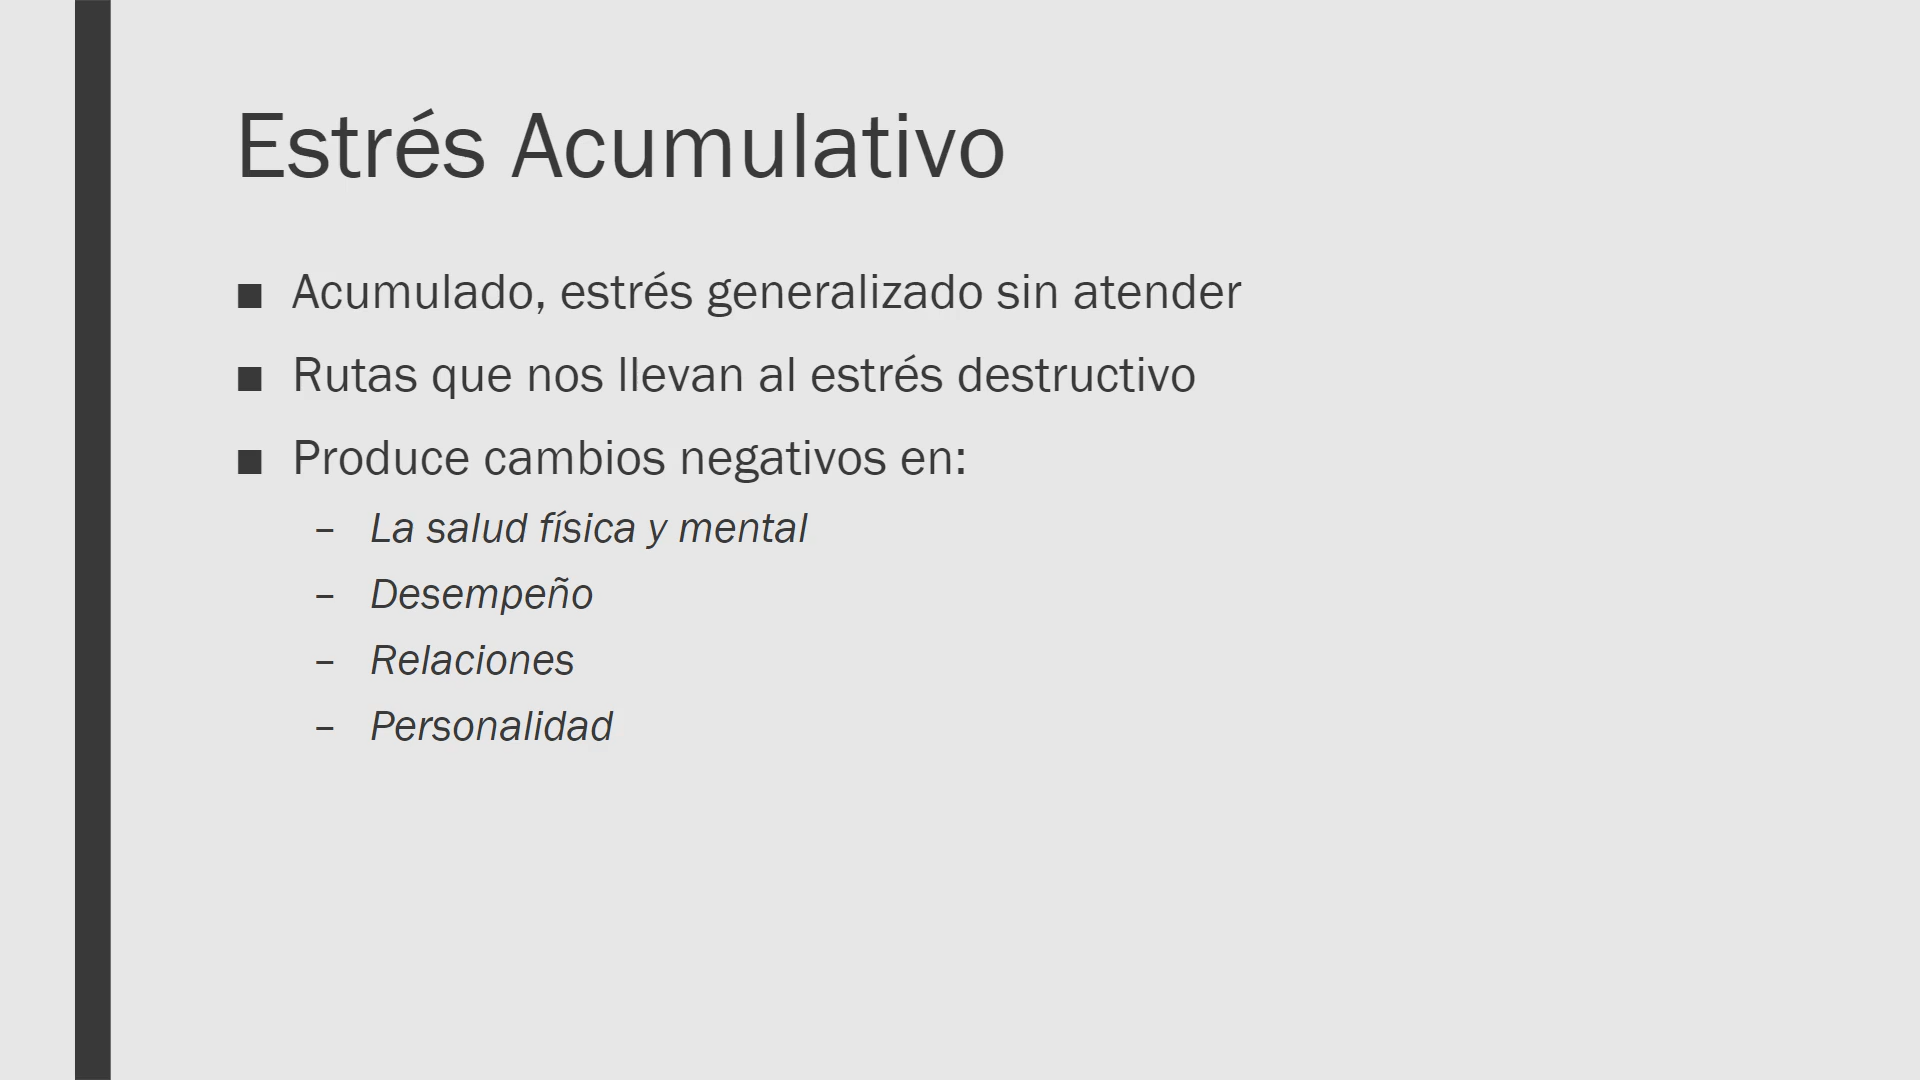 Estrés Acumulativo
■ Acumulado, estrés generalizado sin atender
■ Rutas que nos llevan al estrés destructivo
■ Produce cambios negativos en:
– La salud física y mental
– Desempeño
– Relaciones
– Personalidad